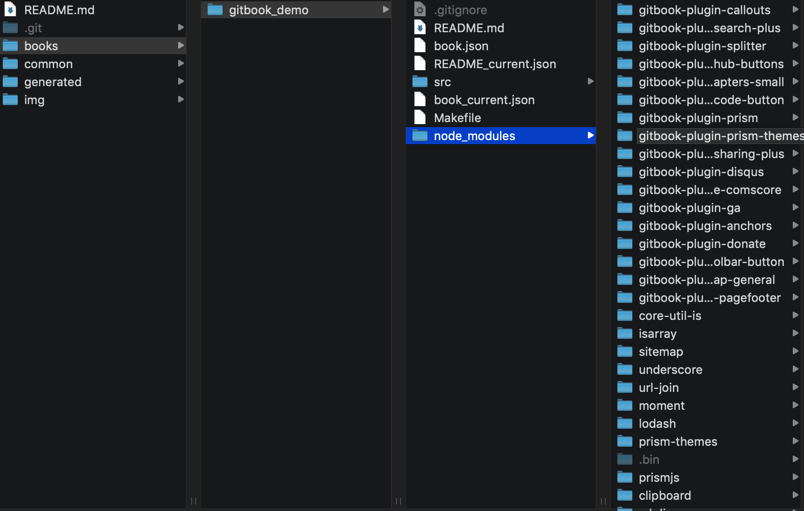 README.md
.git
books
common
generated
img
gitbook_demo
.gitignore
README.md
book.json
README_current.json
src
book_current.json
Makefile
node_modules
gitbook-plugin-callouts
gitbook-plu...search-plus
gitbook-plugin-splitter
gitbook-plu...hub-buttons
gitbook-plu...apters-small
gitbook-plu...code-button
gitbook-plugin-prism
gitbook-plugin-prism-themes
gitbook-plu...sharing-plus
gitbook-plugin-disqus
gitbook-plu...e-comscore
gitbook-plugin-ga
gitbook-plugin-anchors
gitbook-plugin-donate
gitbook-plu...olbar-button
gitbook-plu...ap-general
gitbook-plu...-pagefooter
core-util-is
isarray
sitemap
underscore
url-join
moment
lodash
prism-themes
.bin
prismjs
clipboard